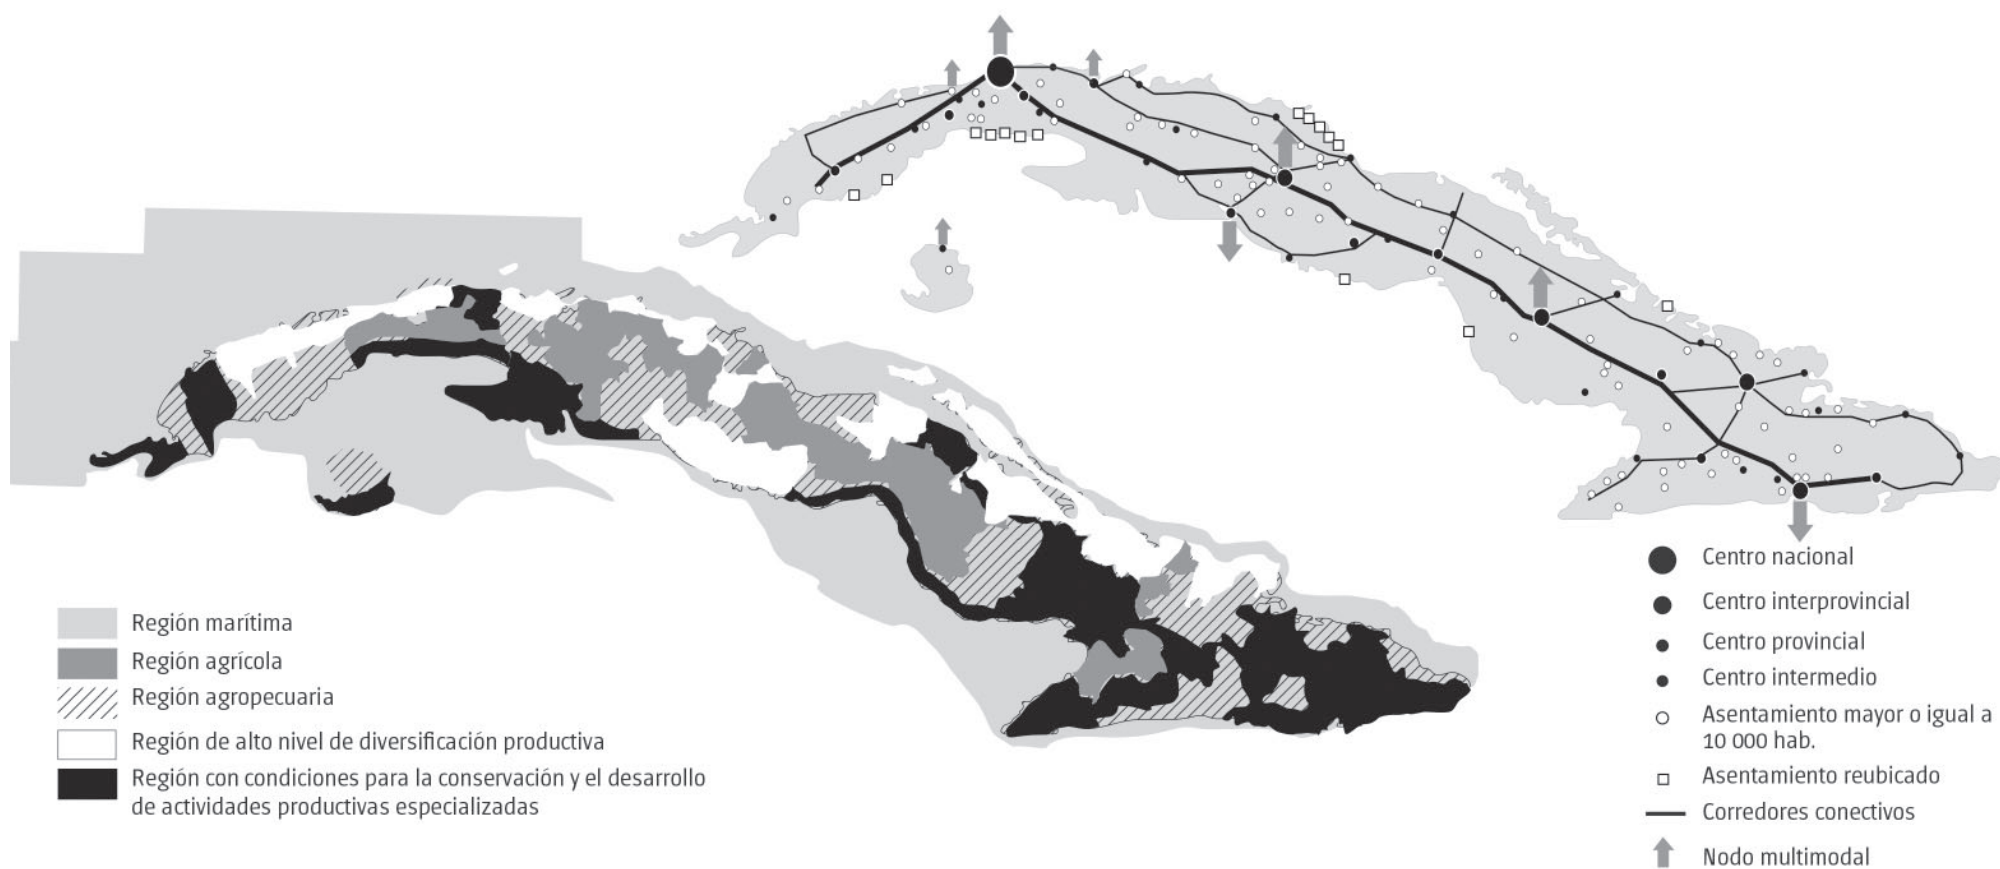 Región marítima
Región agrícola
Región agropecuaria
Región de alto nivel de diversificación productiva
Región con condiciones para la conservación y el desarrollo
de actividades productivas especializadas
Centro nacional
Centro interprovincial
Centro provincial
Centro intermedio
Asentamiento mayor o igual a
10 000 hab.
Asentamiento reubicado
Corredores conectivos
Nodo multimodal